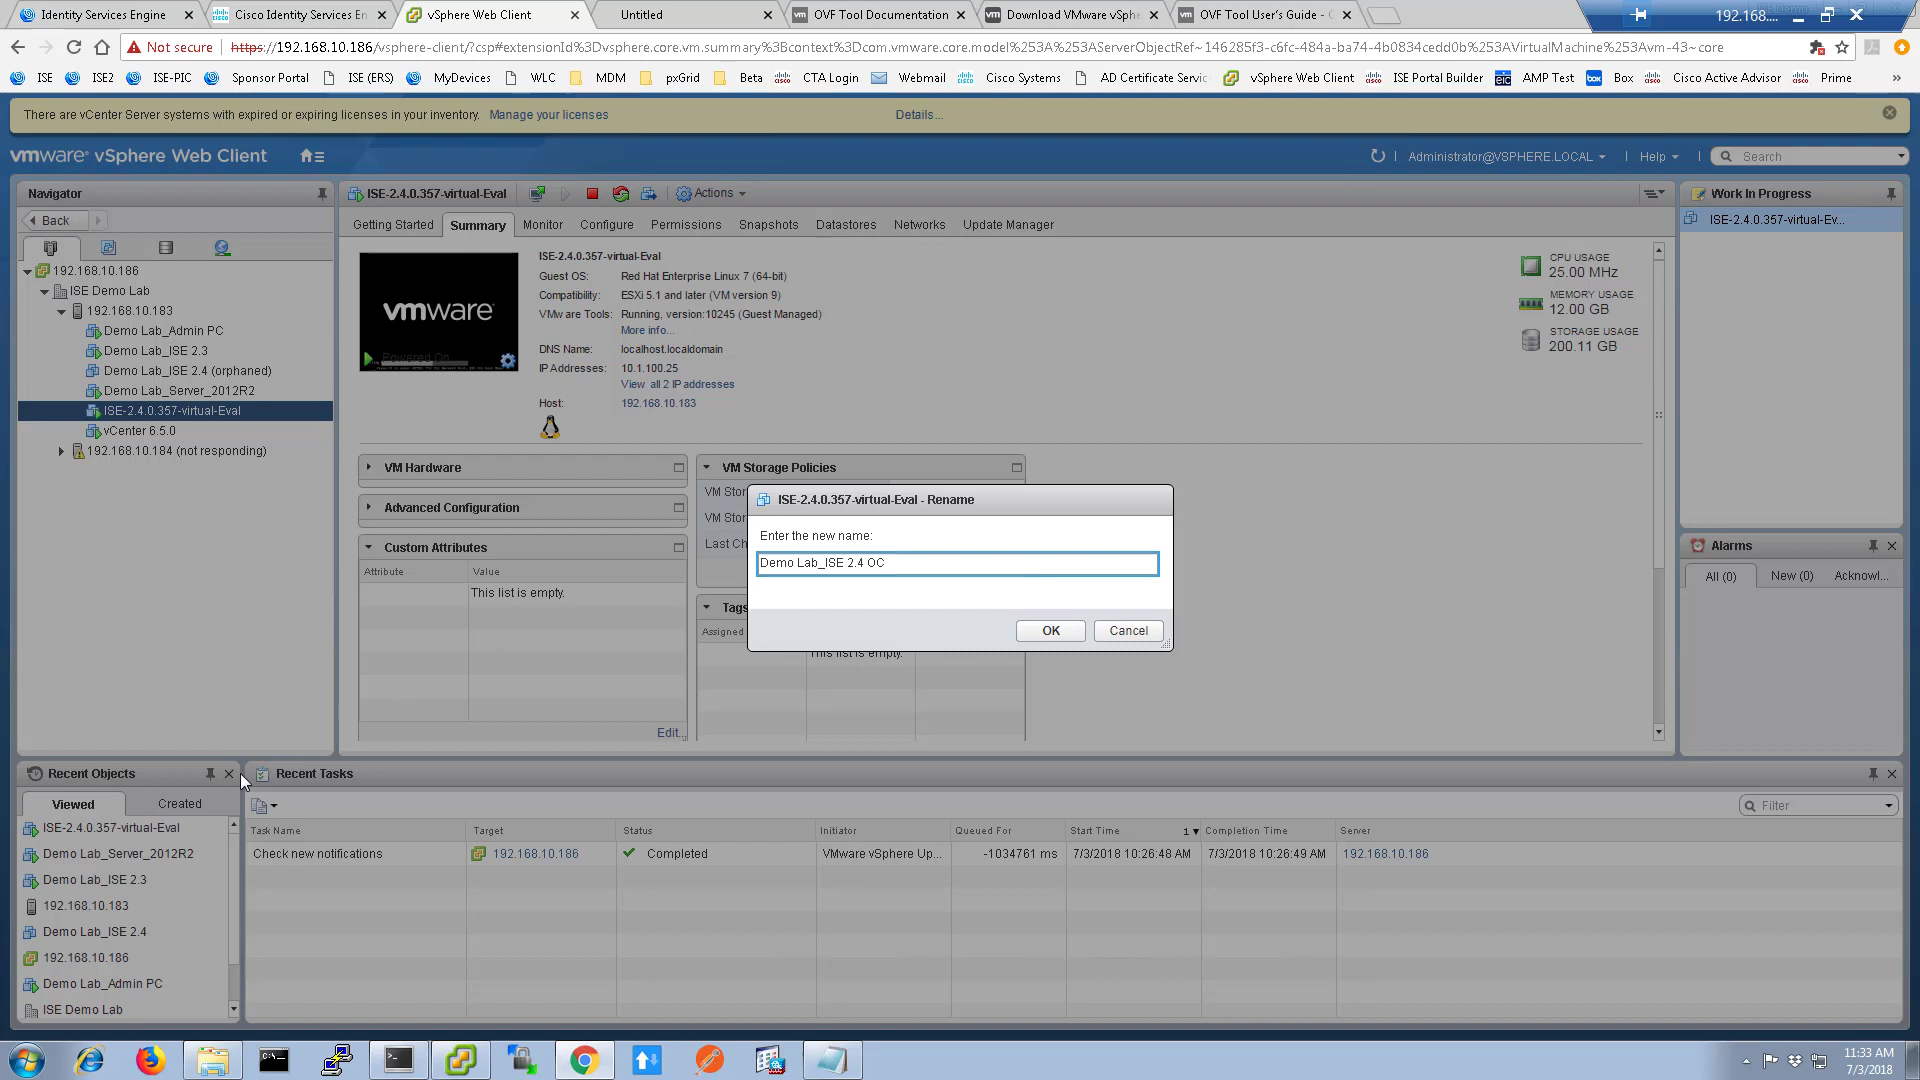 Identity Services Engine
Cisco Identity Services En
vSphere Web Client
Untitled
OVF Tool Documentation
Download VMware vSphe
OVF Tool User's Guide - C
192.168....
Not secure
https://192.168.10.186/vsphere-client/?csp#extensionId%3Dvsphere.core.vm.summary%3Bcontext%3Dcom.vmware.core.model%253A%253AServerObjectRef~146285f3-c6fc-484a-ba74-4b0834cedd0b%253AVirtualMachine%253Avm-43~core
ISE ISE2 ISE-PIC Sponsor Portal ISE (ERS) MyDevices WLC MDM pxGrid Beta CTA Login Webmail Cisco Systems AD Certificate Servic vSphere Web Client ISE Portal Builder AMP Test Box Cisco Active Advisor Prime »
There are vCenter Server systems with expired or expiring licenses in your inventory. Manage your licenses Details...
vmware® vSphere Web Client
Administrator@VSPHERE.LOCAL
Help
Search
Navigator
Back
192.168.10.186
ISE Demo Lab
192.168.10.183
Demo Lab_Admin PC
Demo Lab_ISE 2.3
Demo Lab_ISE 2.4 (orphaned)
Demo Lab_Server_2012R2
ISE-2.4.0.357-virtual-Eval
vCenter 6.5.0
192.168.10.184 (not responding)
ISE-2.4.0.357-virtual-Eval
Actions
Getting Started Summary Monitor Configure Permissions Snapshots Datastores Networks Update Manager
vmware®
Powered On
ISE-2.4.0.357-virtual-Eval
Guest OS: Red Hat Enterprise Linux 7 (64-bit)
Compatibility: ESXi 5.1 and later (VM version 9)
VMware Tools: Running, version:10245 (Guest Managed)
More info...
DNS Name: localhost.localdomain
IP Addresses: 10.1.100.25
View all 2 IP addresses
Host: 192.168.10.183
CPU USAGE
25.00 MHz
MEMORY USAGE
12.00 GB
STORAGE USAGE
200.11 GB
VM Hardware
Advanced Configuration
Custom Attributes
Attribute Value
This list is empty.
Edit...
VM Storage Policies
VM Stor
VM Stor
Last Ch
Tags
Assigned
This list is empty.
ISE-2.4.0.357-virtual-Eval - Rename
Enter the new name:
Demo Lab_ISE 2.4 OC
OK Cancel
Work In Progress
ISE-2.4.0.357-virtual-Ev...
Alarms
All (0) New (0) Acknowl...
Recent Objects
Viewed Created
ISE-2.4.0.357-virtual-Eval
Demo Lab_Server_2012R2
Demo Lab_ISE 2.3
192.168.10.183
Demo Lab_ISE 2.4
192.168.10.186
Demo Lab_Admin PC
ISE Demo Lab
Recent Tasks
Filter
Task Name Target Status Initiator Queued For Start Time 1 Completion Time Server
Check new notifications 192.168.10.186 Completed VMware vSphere Up... -1034761 ms 7/3/2018 10:26:48 AM 7/3/2018 10:26:49 AM 192.168.10.186
11:33 AM
7/3/2018